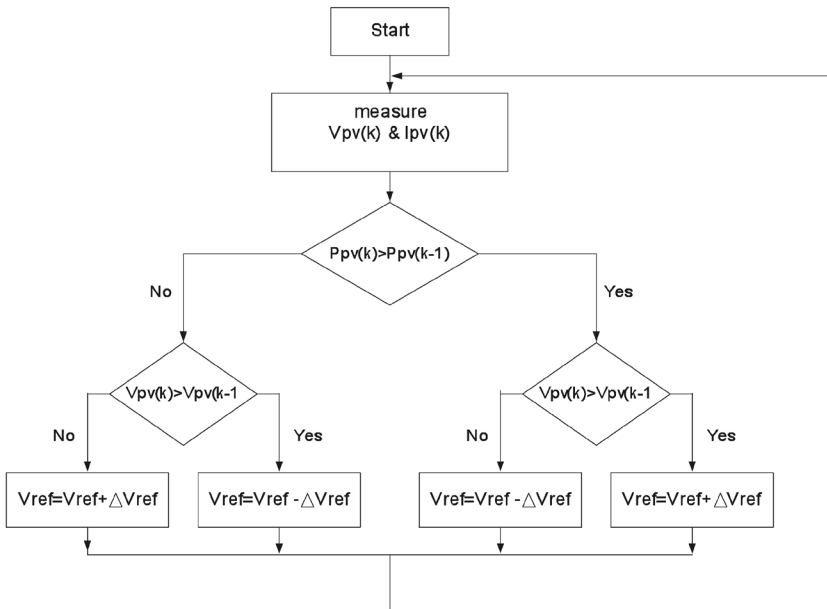 Start
measure
Vpv(k) & Ipv(k)
Ppv(k)>Ppv(k-1)
No
Yes
Vpv(k)>Vpv(k-1
Vpv(k)>Vpv(k-1
No
Yes
No
Yes
Vref=Vref+△Vref
Vref=Vref -△Vref
Vref=Vref -△Vref
Vref=Vref+△Vref